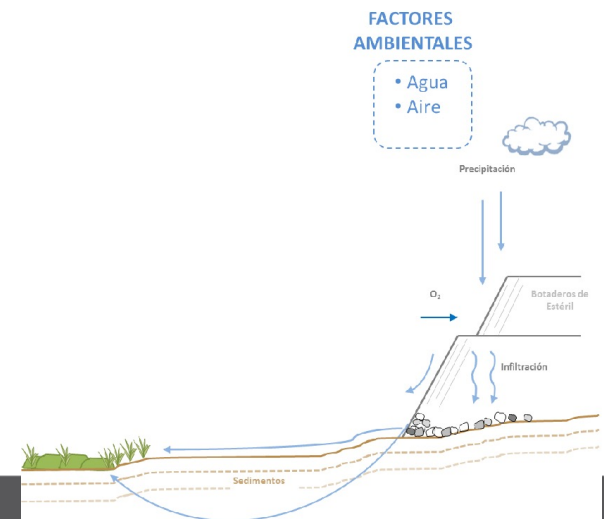 FACTORES
AMBIENTALES
• Agua
• Aire
Precipitación
O₂
Botaderos de
Estéril
Infiltración
Sedimentos